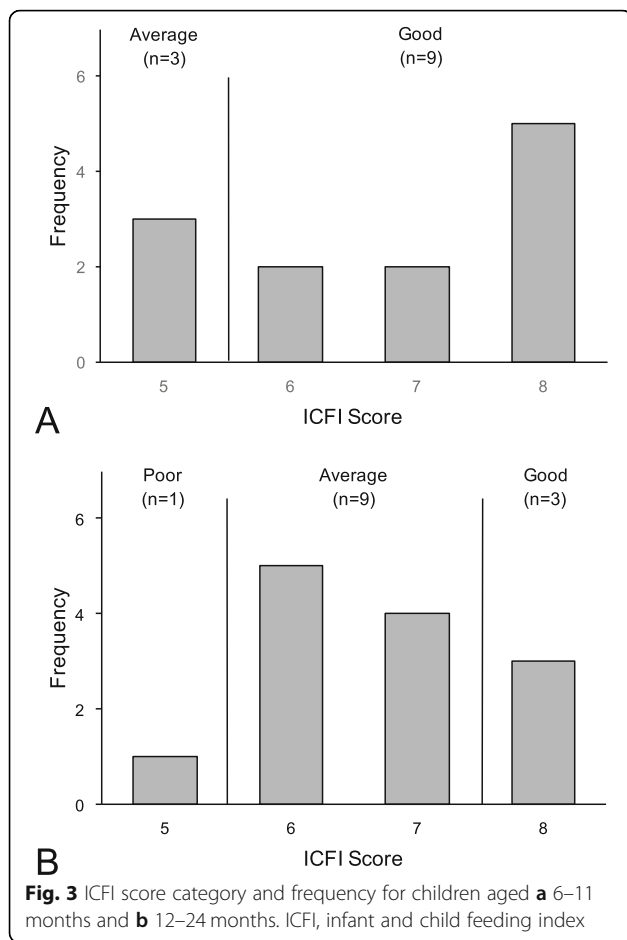 Average Good
(n=3) (n=9)
6
4
2
0
Frequency
5 6 7 8
ICFI Score
A
Poor Average Good
(n=1) (n=9) (n=3)
6
4
2
0
Frequency
5 6 7 8
ICFI Score
B
Fig. 3 ICFI score category and frequency for children aged a 6–11
months and b 12–24 months. ICFI, infant and child feeding index